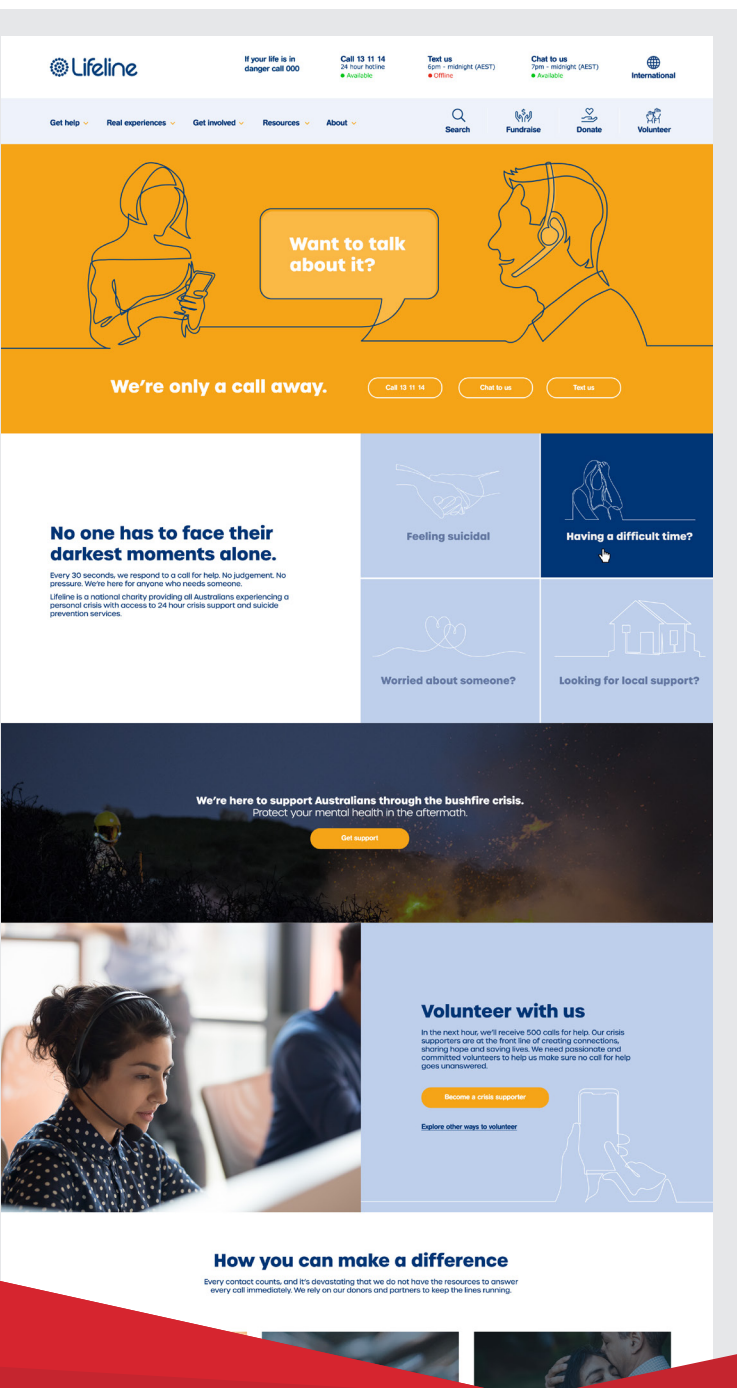 Lifeline
If your life is in
danger call 000
Call 13 11 14
24 hour hotline
Available
Text us
6pm - midnight (AEST)
Offline
Chat to us
7pm - midnight (AEST)
Available
International
Get help
Real experiences
Get involved
Resources
About
Search
Fundraise
Donate
Volunteer
Want to talk
about it?
We're only a call away.
Call 13 11 14
Chat to us
Text us
No one has to face their
darkest moments alone.
Every 30 seconds, we respond to a call for help. No judgement. No
pressure. We're here for anyone who needs someone.
Lifeline is a national charity providing all Australians experiencing a
personal crisis with access to 24 hour crisis support and suicide
prevention services.
Feeling suicidal
Having a difficult time?
Worried about someone?
Looking for local support?
We're here to support Australians through the bushfire crisis.
Protect your mental health in the aftermath.
Get support
Volunteer with us
In the next hour, we'll receive 500 calls for help. Our crisis
supporters are at the front line of creating connections,
sharing hope and saving lives. We need passionate and
committed volunteers to help us make sure no call for help
goes unanswered.
Become a crisis supporter
Explore other ways to volunteer
How you can make a difference
Every contact counts, and it's devastating that we do not have the resources to answer
every call immediately. We rely on our donors and partners to keep the lines running.